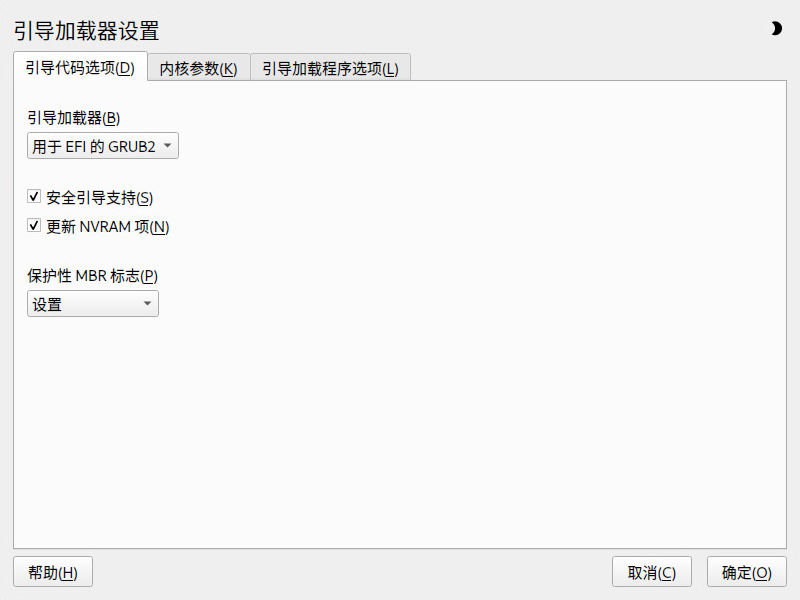 引导加载器设置
引导代码选项(D) 内核参数(K) 引导加载程序选项(L)
引导加载器(B)
用于 EFI 的 GRUB2
安全引导支持(S)
更新 NVRAM 项(N)
保护性 MBR 标志(P)
设置
帮助(H) 取消(C) 确定(O)